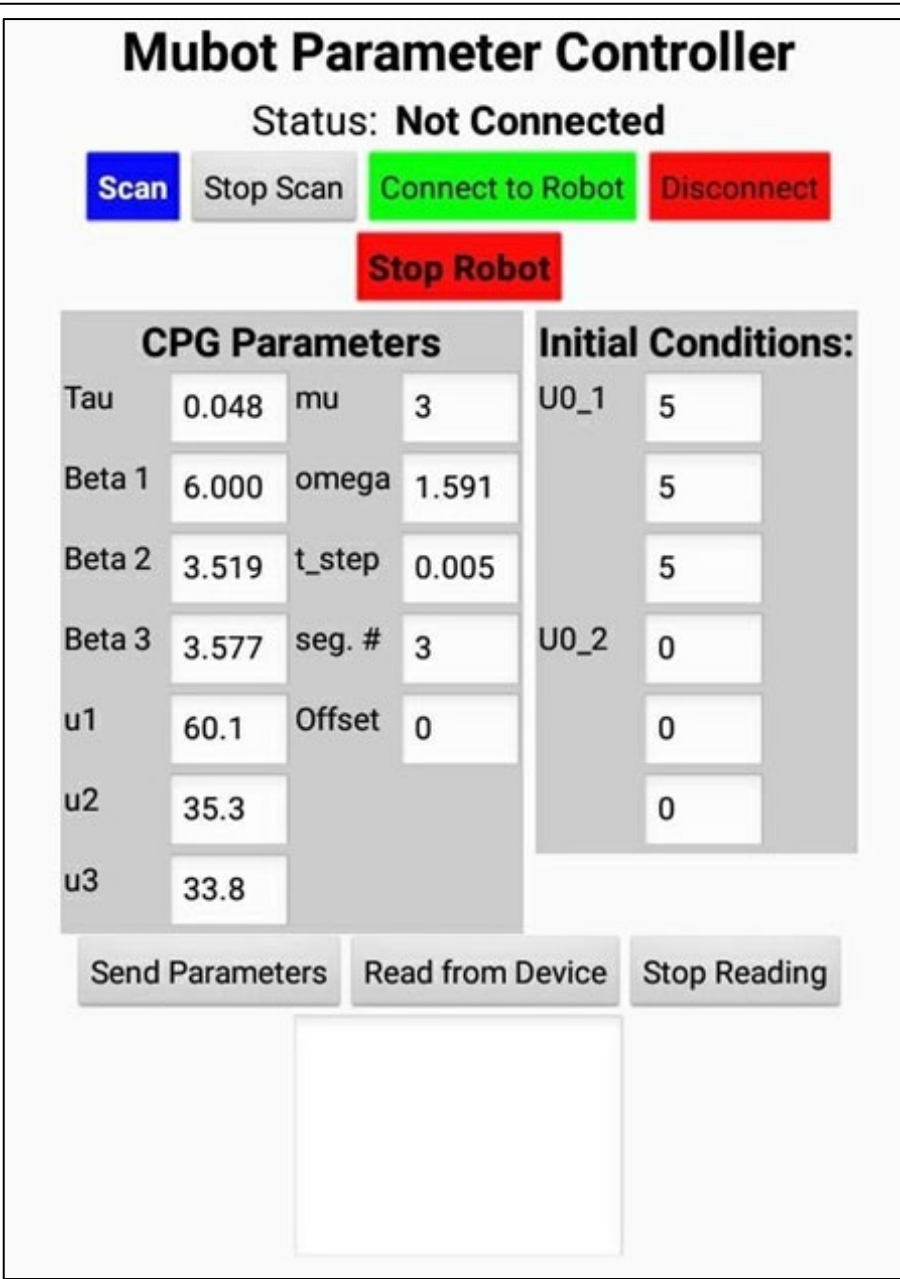 Mubot Parameter Controller
Status: Not Connected
Scan Stop Scan Connect to Robot Disconnect
Stop Robot
CPG Parameters Initial Conditions:
Tau 0.048 mu 3 U0_1 5
Beta 1 6.000 omega 1.591 5
Beta 2 3.519 t_step 0.005 5
Beta 3 3.577 seg. # 3 U0_2 0
u1 60.1 Offset 0 0
u2 35.3 0
u3 33.8
Send Parameters Read from Device Stop Reading